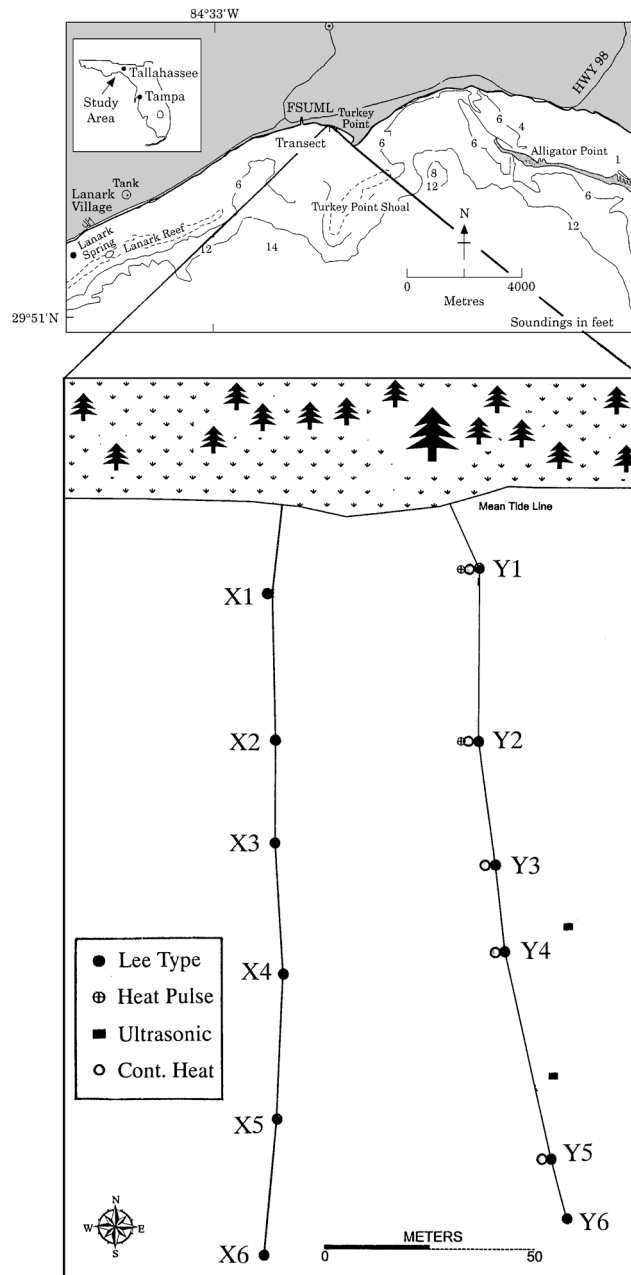 84°33'W
Tallahassee
Study
Area
Tampa
HWY 98
FSUML
Turkey
Point
Transect
6
6
4
6
Alligator Point
1
6
8
12
6
12
Tank
Lanark
Village
6
Turkey Point Shoal
Lanark
Spring
Lanark Reef
12
14
N
0
4000
Metres
29°51'N
Soundings in feet
Mean Tide Line
Y1
X1
X2
Y2
X3
Y3
Y4
X4
Lee Type
Heat Pulse
Ultrasonic
Cont. Heat
X5
Y5
Y6
N
W
E
S
METERS
X6
0
50